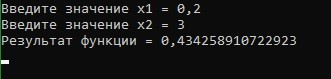 Введите значение x1 = 0,2
Введите значение x2 = 3
Результат функции = 0,434258910722923